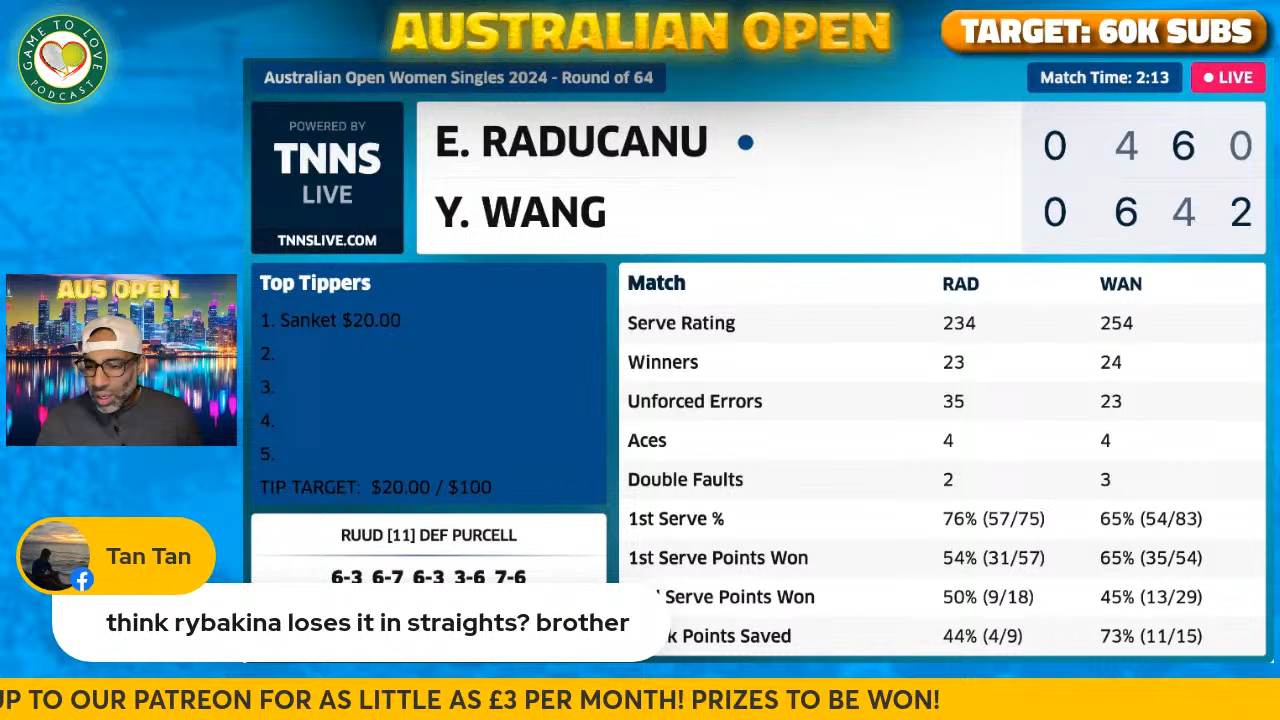 GAME TO LOVE
PODCAST
AUSTRALIAN OPEN
TARGET: 60K SUBS
Australian Open Women Singles 2024 - Round of 64
Match Time: 2:13
LIVE
POWERED BY
TNNS
LIVE
TNNSLIVE.COM
E. RADUCANU 0 4 6 0
Y. WANG 0 6 4 2
AUS OPEN
Top Tippers
1. Sanket $20.00
2.
3.
4.
5.
TIP TARGET: $20.00 / $100
RUUD [11] DEF PURCELL
6-3 6-7 6-3 3-6 7-6
Match RAD WAN
Serve Rating 234 254
Winners 23 24
Unforced Errors 35 23
Aces 4 4
Double Faults 2 3
1st Serve % 76% (57/75) 65% (54/83)
1st Serve Points Won 54% (31/57) 65% (35/54)
Serve Points Won 50% (9/18) 45% (13/29)
k Points Saved 44% (4/9) 73% (11/15)
Tan Tan
think rybakina loses it in straights? brother
UP TO OUR PATREON FOR AS LITTLE AS £3 PER MONTH! PRIZES TO BE WON!